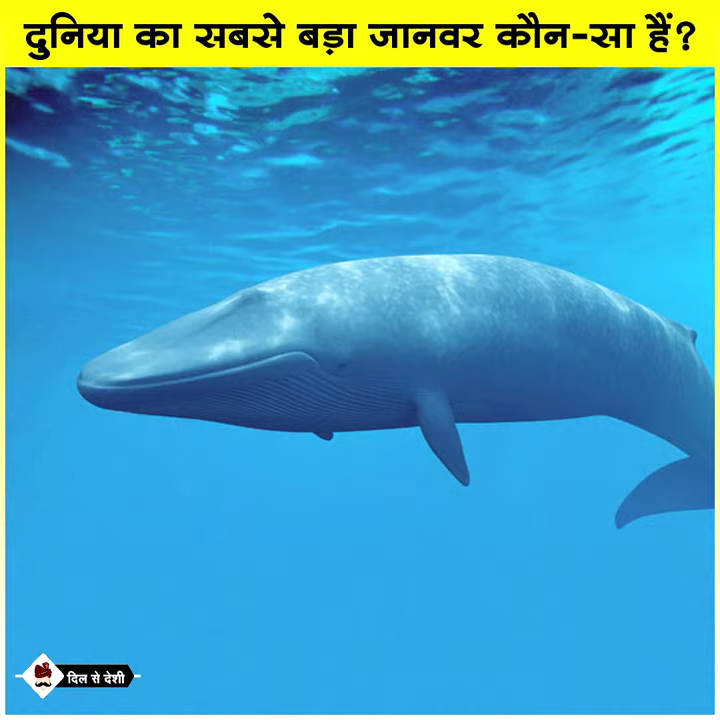 दुनिया का सबसे बड़ा जानवर कौन-सा हैं?
दिल से देशी